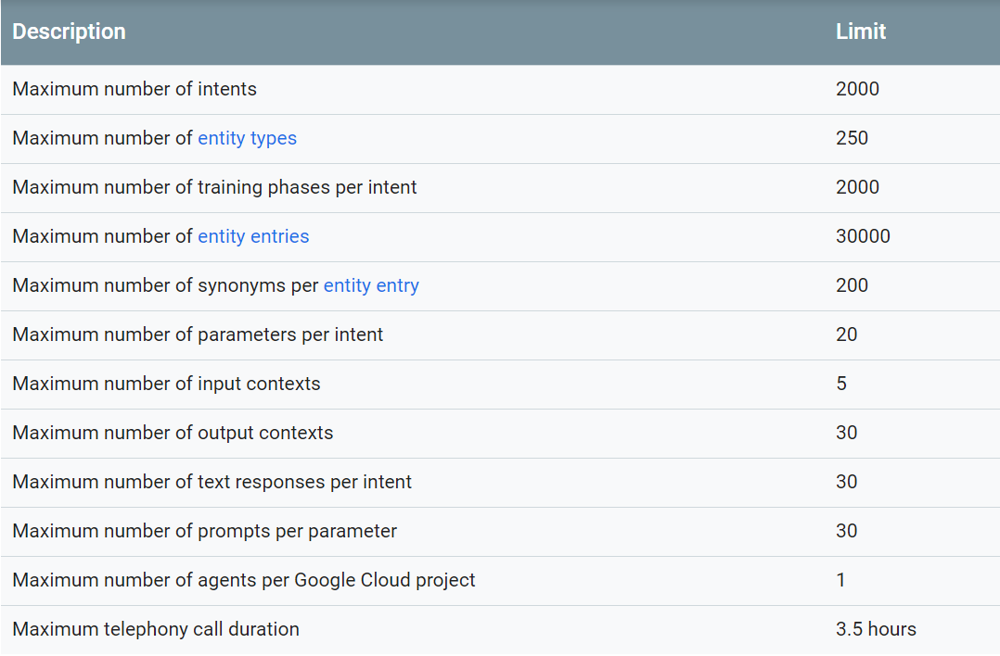 Description Limit
Maximum number of intents 2000
Maximum number of entity types 250
Maximum number of training phases per intent 2000
Maximum number of entity entries 30000
Maximum number of synonyms per entity entry 200
Maximum number of parameters per intent 20
Maximum number of input contexts 5
Maximum number of output contexts 30
Maximum number of text responses per intent 30
Maximum number of prompts per parameter 30
Maximum number of agents per Google Cloud project 1
Maximum telephony call duration 3.5 hours